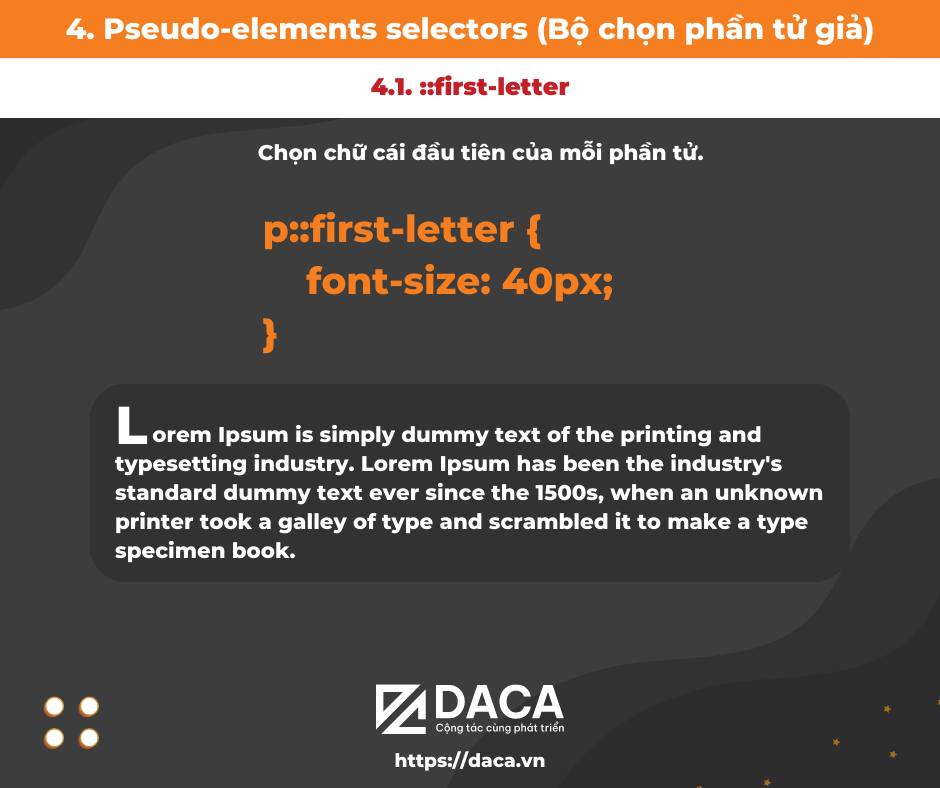 4. Pseudo-elements selectors (Bộ chọn phần tử giả)
4.1. ::first-letter
Chọn chữ cái đầu tiên của mỗi phần tử.
p::first-letter {
font-size: 40px;
}
Lorem Ipsum is simply dummy text of the printing and
typesetting industry. Lorem Ipsum has been the industry's
standard dummy text ever since the 1500s, when an unknown
printer took a galley of type and scrambled it to make a type
specimen book.
DACA
Cộng tác cùng phát triển
https://daca.vn